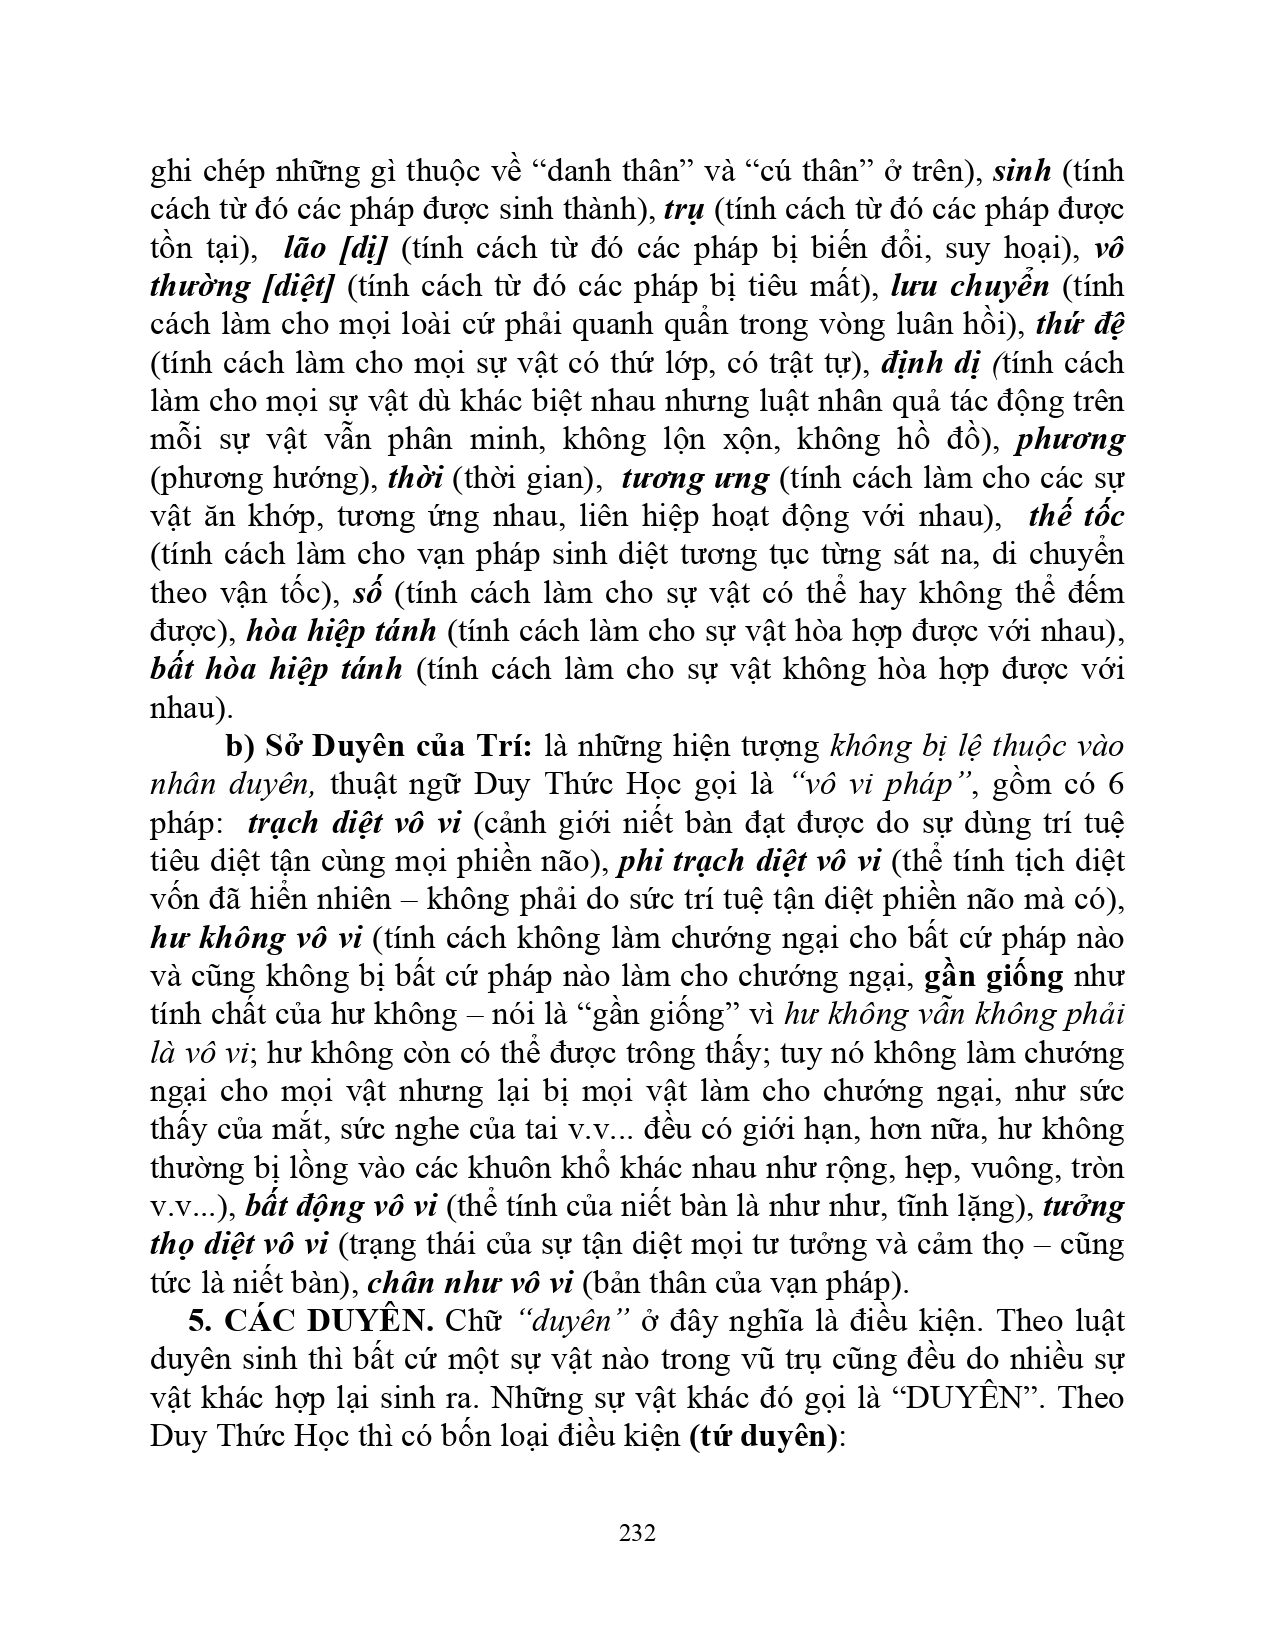 ghi chép những gì thuộc về “danh thân” và “cú thân” ở trên), sinh (tính
cách từ đó các pháp được sinh thành), trụ (tính cách từ đó các pháp được
tồn tại), lão [dị] (tính cách từ đó các pháp bị biến đổi, suy hoại), vô
thường [diệt] (tính cách từ đó các pháp bị tiêu mất), lưu chuyển (tính
cách làm cho mọi loài cứ phải quanh quẩn trong vòng luân hồi), thứ đệ
(tính cách làm cho mọi sự vật có thứ lớp, có trật tự), định dị (tính cách
làm cho mọi sự vật dù khác biệt nhau nhưng luật nhân quả tác động trên
mỗi sự vật vẫn phân minh, không lộn xộn, không hồ đồ), phương
(phương hướng), thời (thời gian), tương ưng (tính cách làm cho các sự
vật ăn khớp, tương ứng nhau, liên hiệp hoạt động với nhau), thế tốc
(tính cách làm cho vạn pháp sinh diệt tương tục từng sát na, di chuyển
theo vận tốc), số (tính cách làm cho sự vật có thể hay không thể đếm
được), hòa hiệp tánh (tính cách làm cho sự vật hòa hợp được với nhau),
bất hòa hiệp tánh (tính cách làm cho sự vật không hòa hợp được với
nhau).
b) Sở Duyên của Trí: là những hiện tượng không bị lệ thuộc vào
nhân duyên, thuật ngữ Duy Thức Học gọi là “vô vi pháp”, gồm có 6
pháp: trạch diệt vô vi (cảnh giới niết bàn đạt được do sự dùng trí tuệ
tiêu diệt tận cùng mọi phiền não), phi trạch diệt vô vi (thể tính tịch diệt
vốn đã hiển nhiên – không phải do sức trí tuệ tận diệt phiền não mà có),
hư không vô vi (tính cách không làm chướng ngại cho bất cứ pháp nào
và cũng không bị bất cứ pháp nào làm cho chướng ngại, gần giống như
tính chất của hư không – nói là “gần giống” vì hư không vẫn không phải
là vô vi; hư không còn có thể được trông thấy; tuy nó không làm chướng
ngại cho mọi vật nhưng lại bị mọi vật làm cho chướng ngại, như sức
thấy của mắt, sức nghe của tai v.v... đều có giới hạn, hơn nữa, hư không
thường bị lồng vào các khuôn khổ khác nhau như rộng, hẹp, vuông, tròn
v.v...), bất động vô vi (thể tính của niết bàn là như như, tĩnh lặng), tưởng
thọ diệt vô vi (trạng thái của sự tận diệt mọi tư tưởng và cảm thọ – cũng
tức là niết bàn), chân như vô vi (bản thân của vạn pháp).
5. CÁC DUYÊN. Chữ “duyên” ở đây nghĩa là điều kiện. Theo luật
duyên sinh thì bất cứ một sự vật nào trong vũ trụ cũng đều do nhiều sự
vật khác hợp lại sinh ra. Những sự vật khác đó gọi là “DUYÊN”. Theo
Duy Thức Học thì có bốn loại điều kiện (tứ duyên):
232